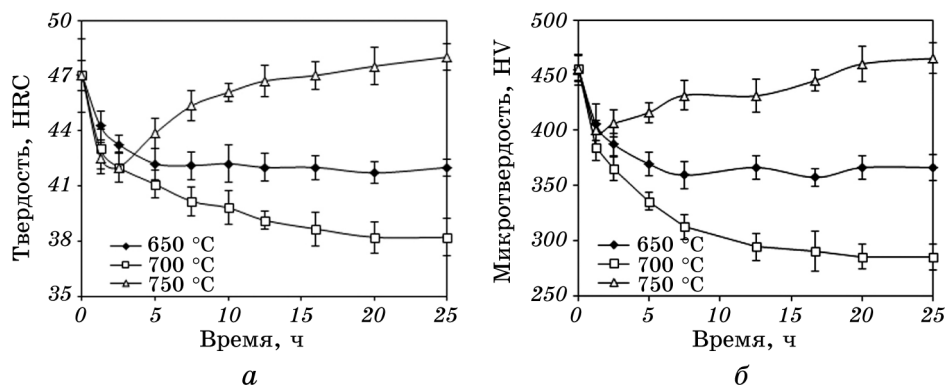 Твердость, HRC
50
47
44
41
38
35
650 °C
700 °C
750 °C
0
5
10
15
20
25
Время, ч
а
Микротвердость, HV
500
450
400
350
300
250
650 °C
700 °C
750 °C
0
5
10
15
20
25
Время, ч
б